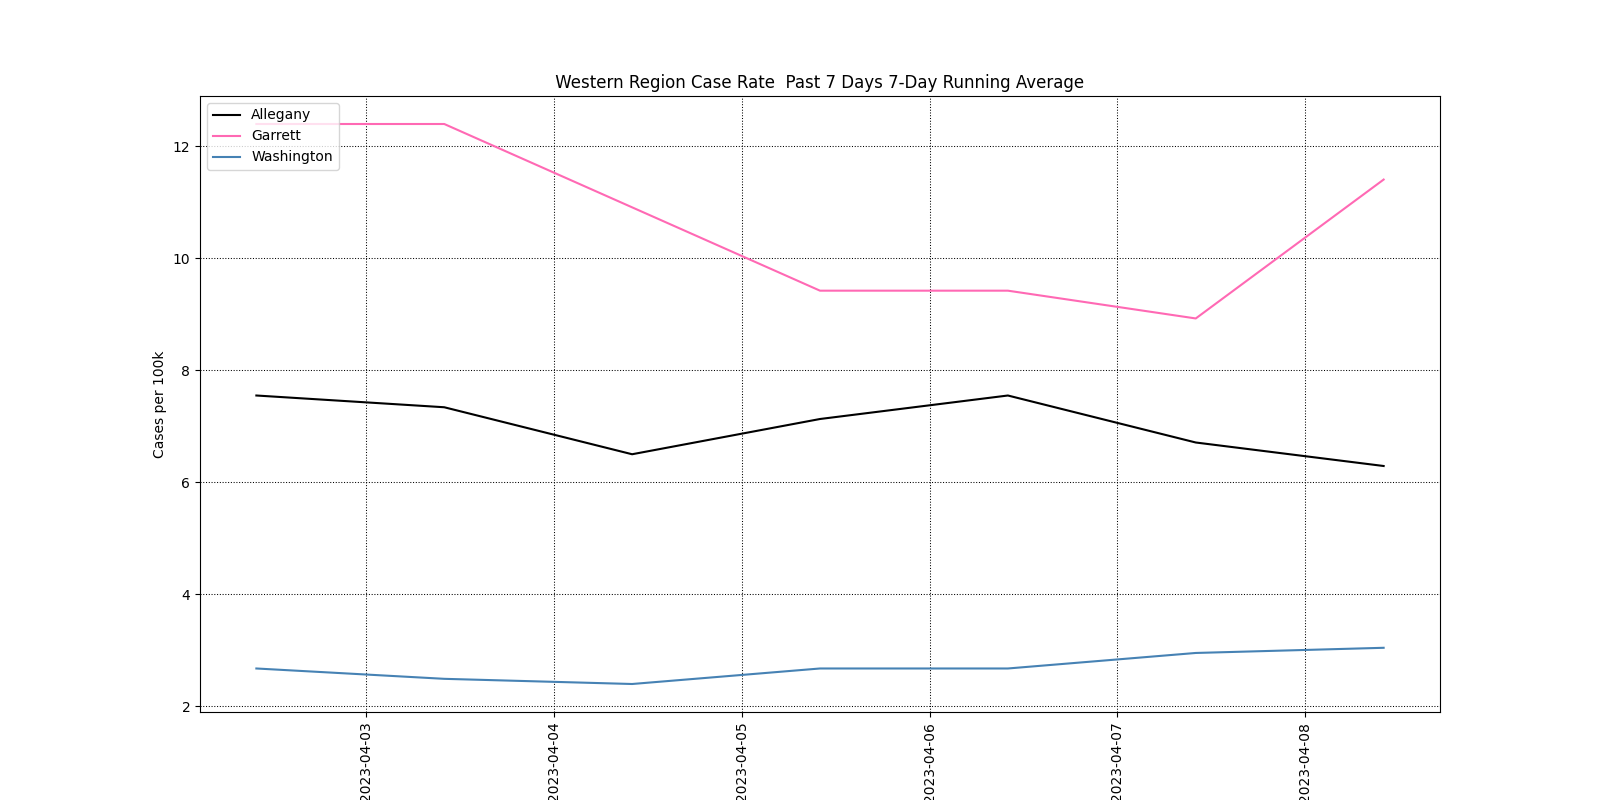 Western Region Case Rate  Past 7 Days 7-Day Running Average
Allegany
Garrett
Washington
Cases per 100k
12
10
8
6
4
2
2023-04-03
2023-04-04
2023-04-05
2023-04-06
2023-04-07
2023-04-08